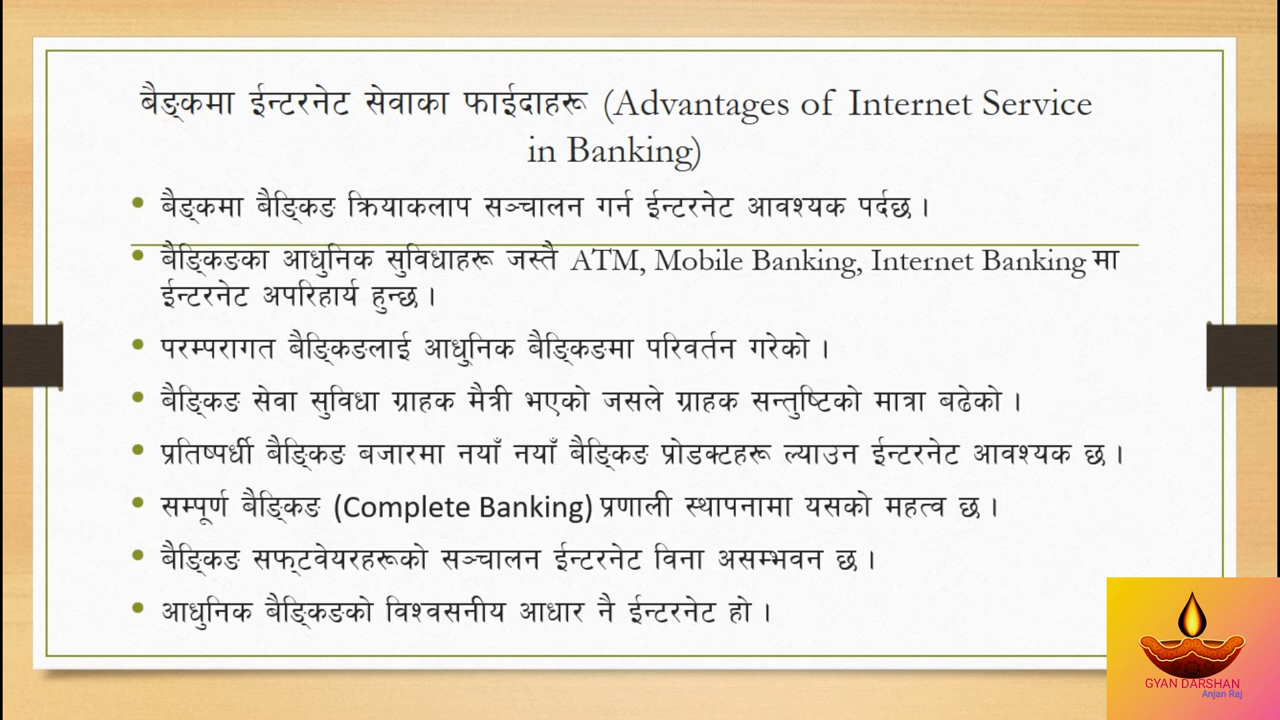 बैङ्कमा ईन्टरनेट सेवाका फाईदाहरू (Advantages of Internet Service
in Banking)
• बैङ्कमा बैङ्किङ क्रियाकलाप सञ्चालन गर्न ईन्टरनेट आवश्यक पर्दछ ।
• बैङ्किङका आधुनिक सुविधाहरू जस्तै ATM, Mobile Banking, Internet Banking मा
ईन्टरनेट अपरिहार्य हुन्छ ।
• परम्परागत बैङ्किङलाई आधु्निक बैङ्किङमा परिवर्तन गरेको ।
• बैङ्किङ सेवा सुविधा ग्राहक मैत्री भएको जसले ग्राहक सन्तुष्टिको मात्रा बढेको ।
• प्रतिष्पर्धी बैङ्किङ बजारमा नयाँ नयाँ बैङ्किङ प्रोडक्टहरू ल्याउन ईन्टरनेट आवश्यक छ ।
• सम्पूर्ण बैङ्किङ (Complete Banking) प्रणाली स्थापनामा यसको महत्व छ ।
• बैङ्किङ सफ्टवेयरहरूको सञ्चालन ईन्टरनेट विना असम्भवन छ ।
• आधुनिक बैङ्किङको विश्वसनीय आधार नै ईन्टरनेट हो ।
GYAN DARSHAN
Anjan Raj